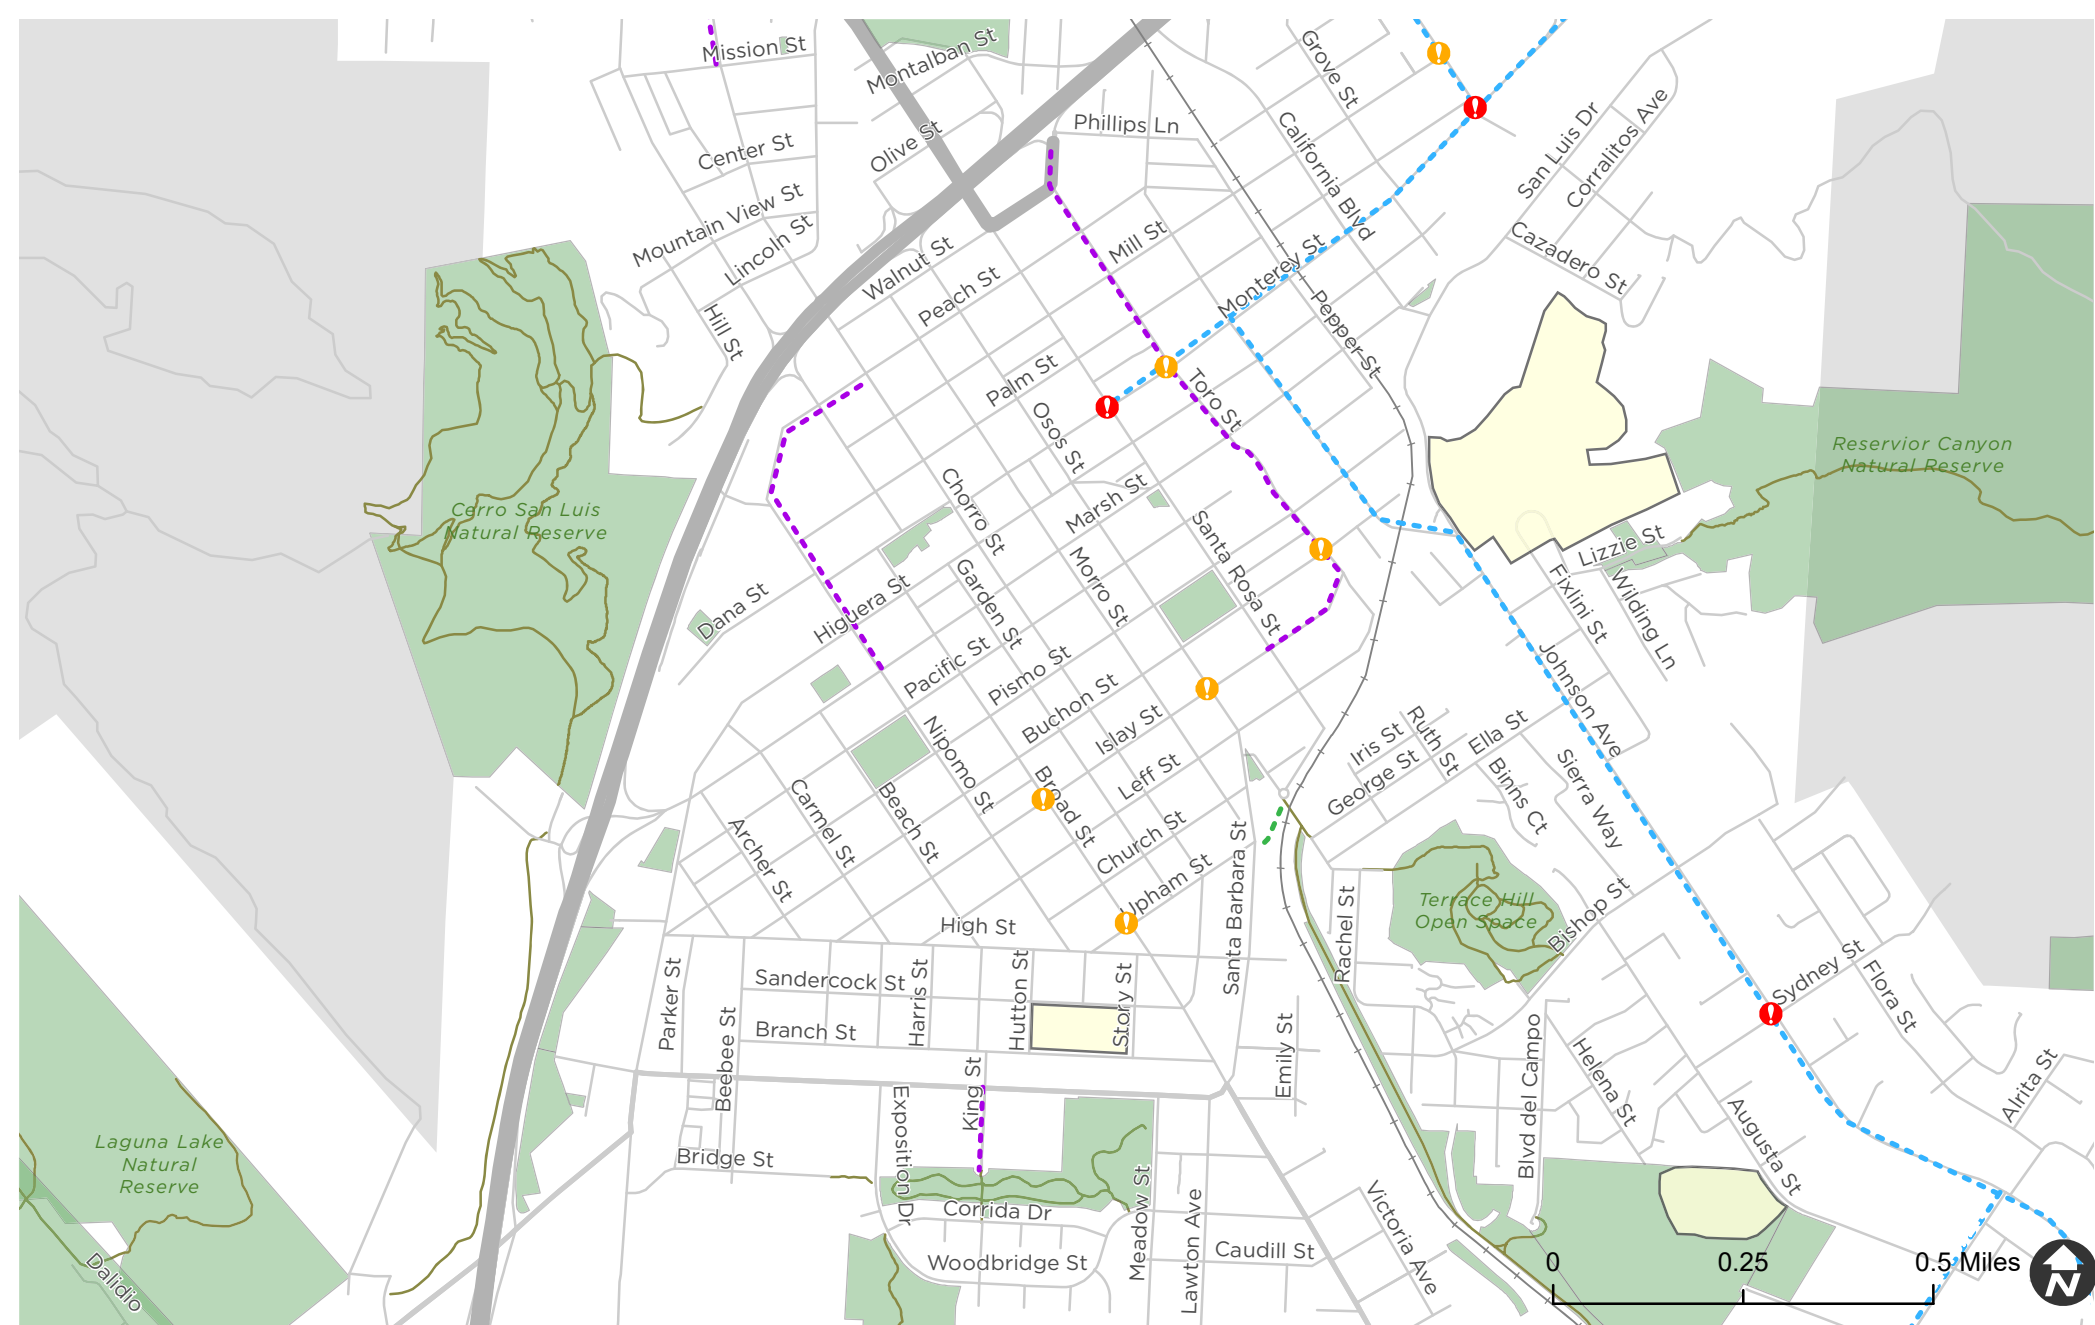 Mission St
Montalban St
Grove St
Phillips Ln
Center St
Olive St
California Blvd
San Luis Dr
Corralitos Ave
Mountain View St
Lincoln St
Walnut St
Mill St
Monterey St
Cazadero St
Hill St
Peach St
Pepper St
Palm St
Toro St
Osos St
Reservior Canyon
Natural Reserve
Cerro San Luis
Natural Reserve
Chorro St
Marsh St
Santa Rosa St
Lizzie St
Dana St
Higuera St
Garden St
Morro St
Fixlini St
Wilding Ln
Pacific St
Pismo St
Buchon St
Islay St
Johnson Ave
Nipomo St
Iris St
Ruth St
Ella St
George St
Binns Ct
Sierra Way
Carmel St
Beach St
Broad St
Leff St
Archer St
Church St
Upham St
Santa Barbara St
Rachel St
Terrace Hill
Open Space
Bishop St
High St
Sandercock St
Parker St
Harris St
Hutton St
Story St
Sydney St
Flora St
Branch St
Beebee St
Emily St
Blvd del Campo
Helena St
Alrita St
King St
Exposition Dr
Augusta St
Laguna Lake
Natural
Reserve
Bridge St
Corrida Dr
Meadow St
Lawton Ave
Victoria Ave
Woodbridge St
Caudill St
Dalidio
0 0.25 0.5 Miles
N